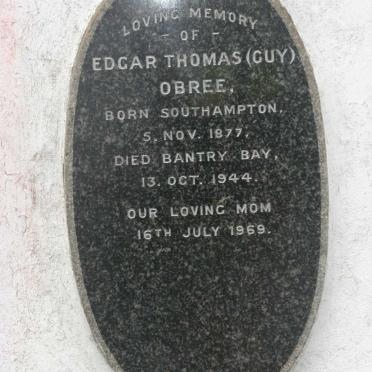 LOVING MEMORY
- OF -
EDGAR THOMAS (GUY)
OBREE,
BORN SOUTHAMPTON,
5, NOV. 1877,
DIED BANTRY BAY,
13. OCT. 1944.
OUR LOVING MOM
16TH JULY 1969.